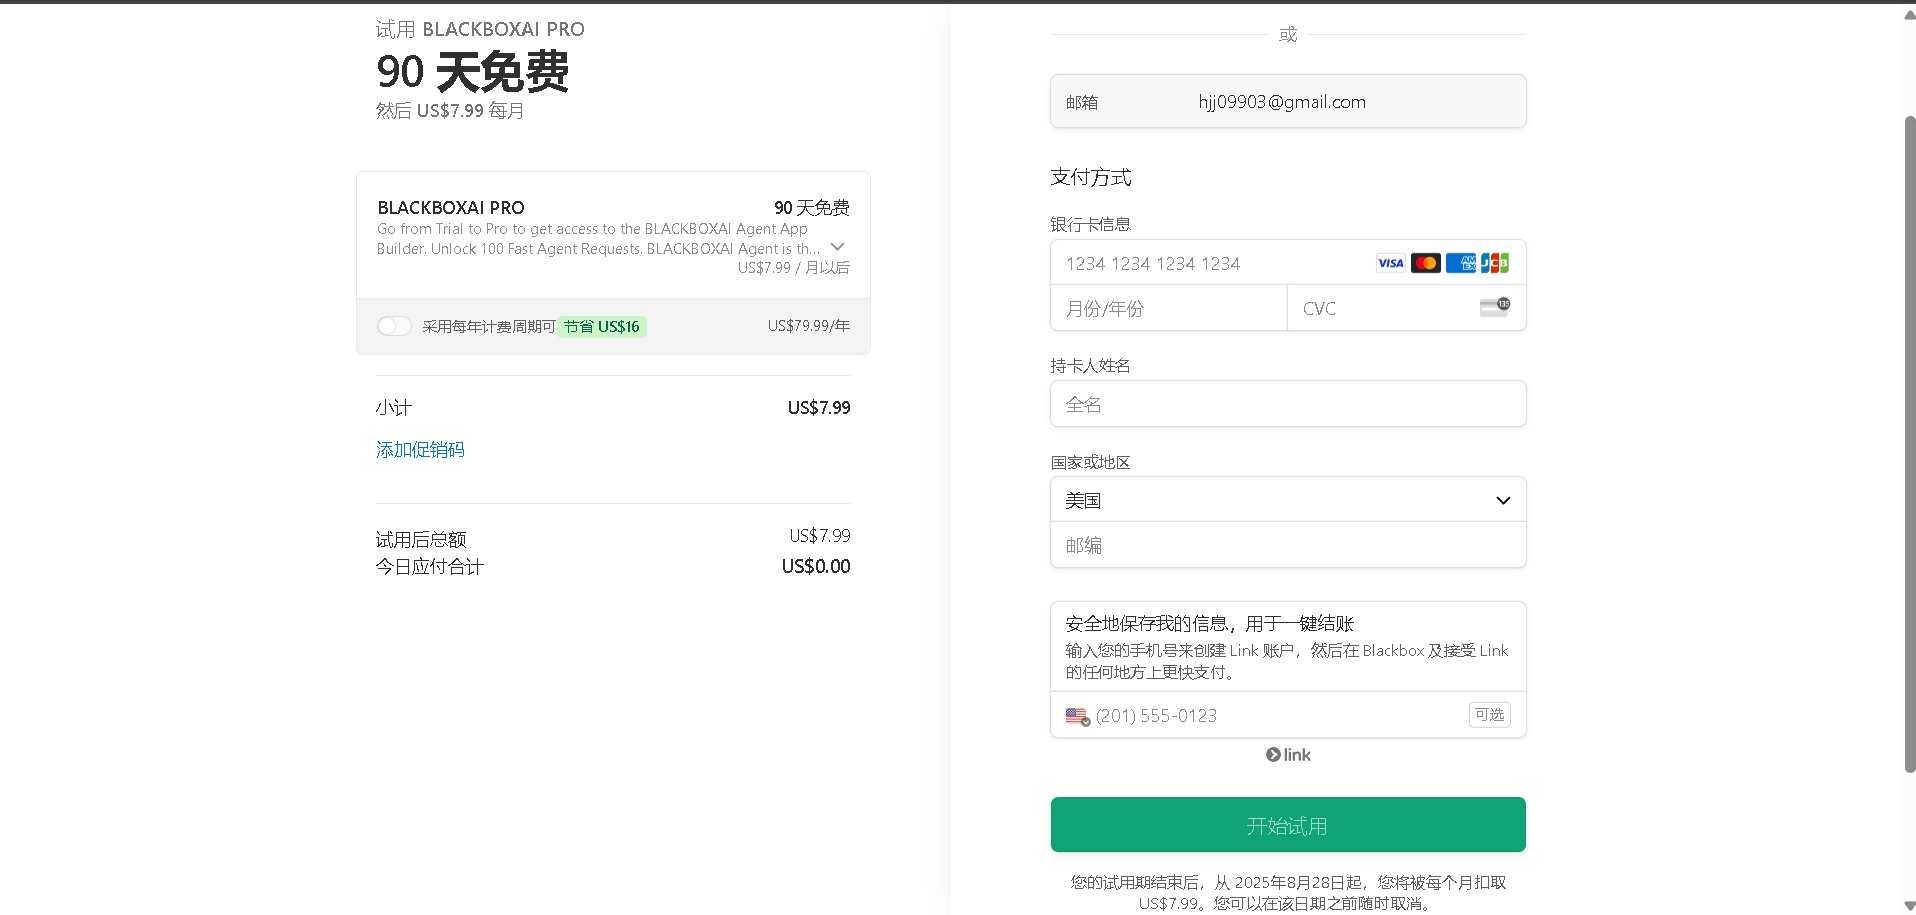 试用 BLACKBOXAI PRO
90 天免费
然后 US$7.99 每月
BLACKBOXAI PRO
90 天免费
Go from Trial to Pro to get access to the BLACKBOXAI Agent App
Builder. Unlock 100 Fast Agent Requests. BLACKBOXAI Agent is th...
US$7.99 / 月以后
采用每年计费周期可 节省 US$16
US$79.99/年
小计
US$7.99
添加促销码
试用后总额
US$7.99
今日应付合计
US$0.00
或
邮箱
hjj09903@gmail.com
支付方式
银行卡信息
1234 1234 1234 1234
VISA
AM EX
JCB
月份/年份
CVC
135
持卡人姓名
全名
国家或地区
美国
邮编
安全地保存我的信息，用于一键结账
输入您的手机号来创建 Link 账户，然后在 Blackbox 及接受 Link
的任何地方上更快支付。
(201) 555-0123
可选
link
开始试用
您的试用期结束后，从 2025年8月28日起，您将被每个月扣取
US$7.99。您可以在该日期之前随时取消。